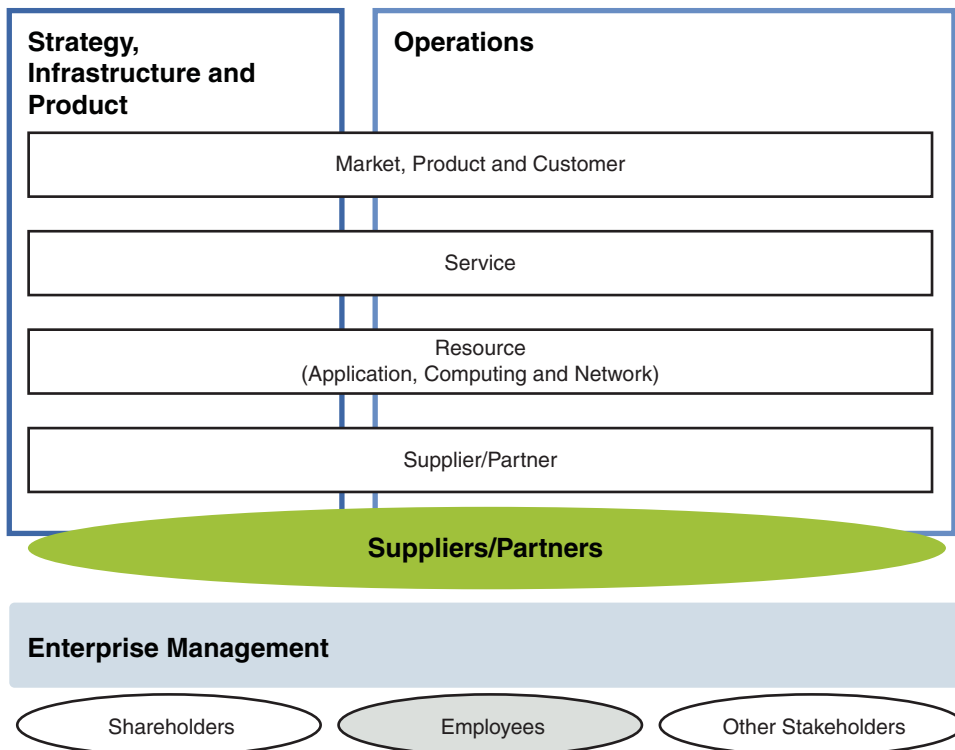 Strategy,
Infrastructure and
Product
Operations
Market, Product and Customer
Service
Resource
(Application, Computing and Network)
Supplier/Partner
Suppliers/Partners
Enterprise Management
Shareholders
Employees
Other Stakeholders